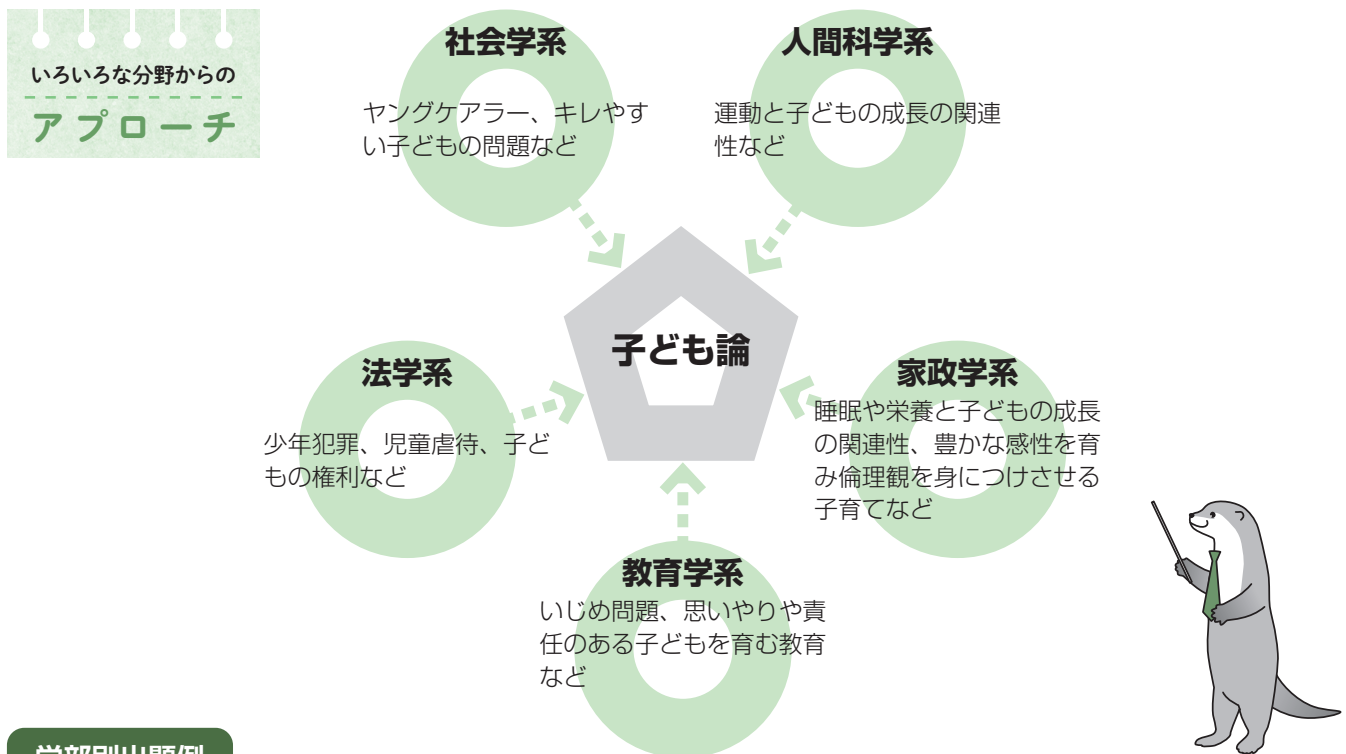 いろいろな分野からの
アプローチ
社会学系
ヤングケアラー、キレやす
い子どもの問題など
人間科学系
運動と子どもの成長の関連
性など
子ども論
法学系
少年犯罪、児童虐待、子ど
もの権利など
家政学系
睡眠や栄養と子どもの成長
の関連性、豊かな感性を育
み倫理観を身につけさせる
子育てなど
教育学系
いじめ問題、思いやりや責
任のある子どもを育む教育
など
学部別出題例